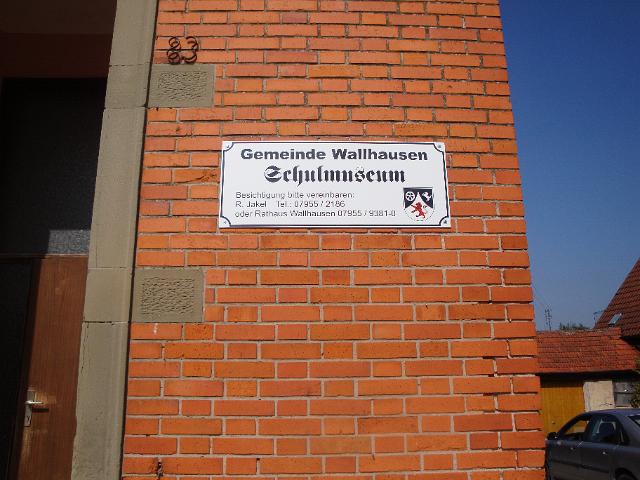 83
Gemeinde Wallhausen
Schulmuseum
Besichtigung bitte vereinbaren:
R. Jakel Tel.: 07955 / 2186
oder Rathaus Wallhausen 07955 / 9381-0